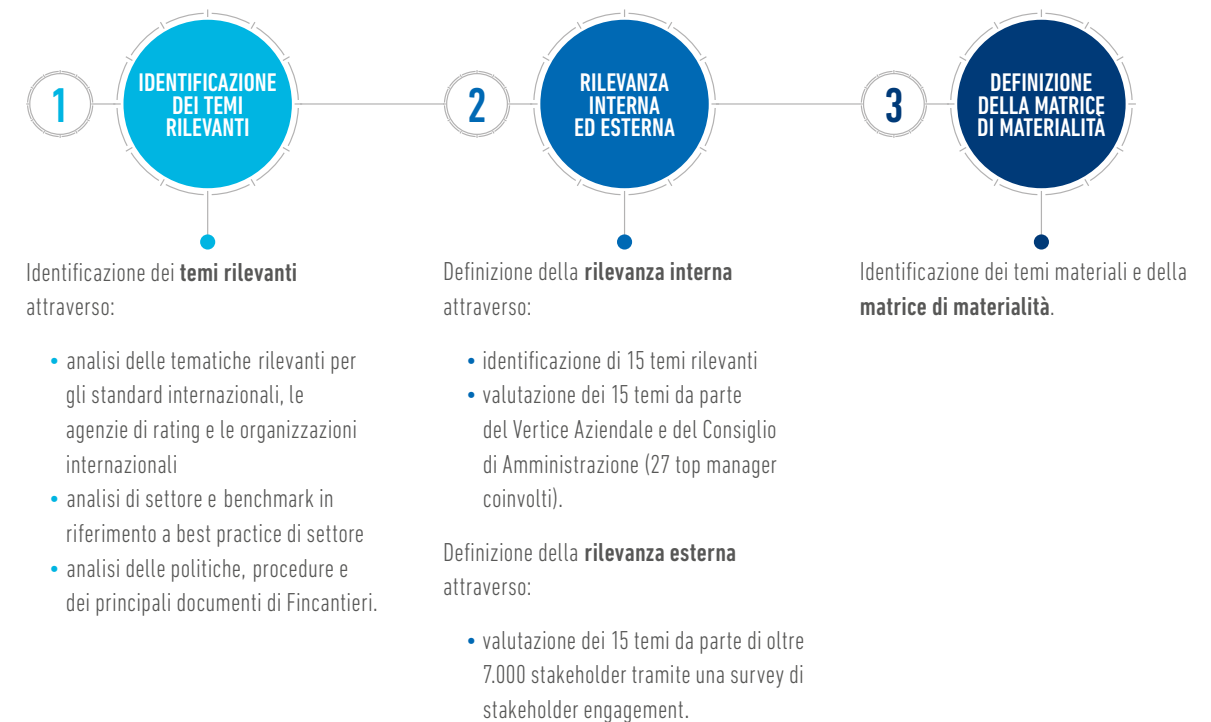 1
IDENTIFICAZIONE
DEI TEMI
RILEVANTI
Identificazione dei temi rilevanti
attraverso:
• analisi delle tematiche rilevanti per
gli standard internazionali, le
agenzie di rating e le organizzazioni
internazionali
• analisi di settore e benchmark in
riferimento a best practice di settore
• analisi delle politiche, procedure e
dei principali documenti di Fincantieri.
2
RILEVANZA
INTERNA
ED ESTERNA
Definizione della rilevanza interna
attraverso:
• identificazione di 15 temi rilevanti
• valutazione dei 15 temi da parte
del Vertice Aziendale e del Consiglio
di Amministrazione (27 top manager
coinvolti).
Definizione della rilevanza esterna
attraverso:
• valutazione dei 15 temi da parte di oltre
7.000 stakeholder tramite una survey di
stakeholder engagement.
3
DEFINIZIONE
DELLA MATRICE
DI MATERIALITÀ
Identificazione dei temi materiali e della
matrice di materialità.